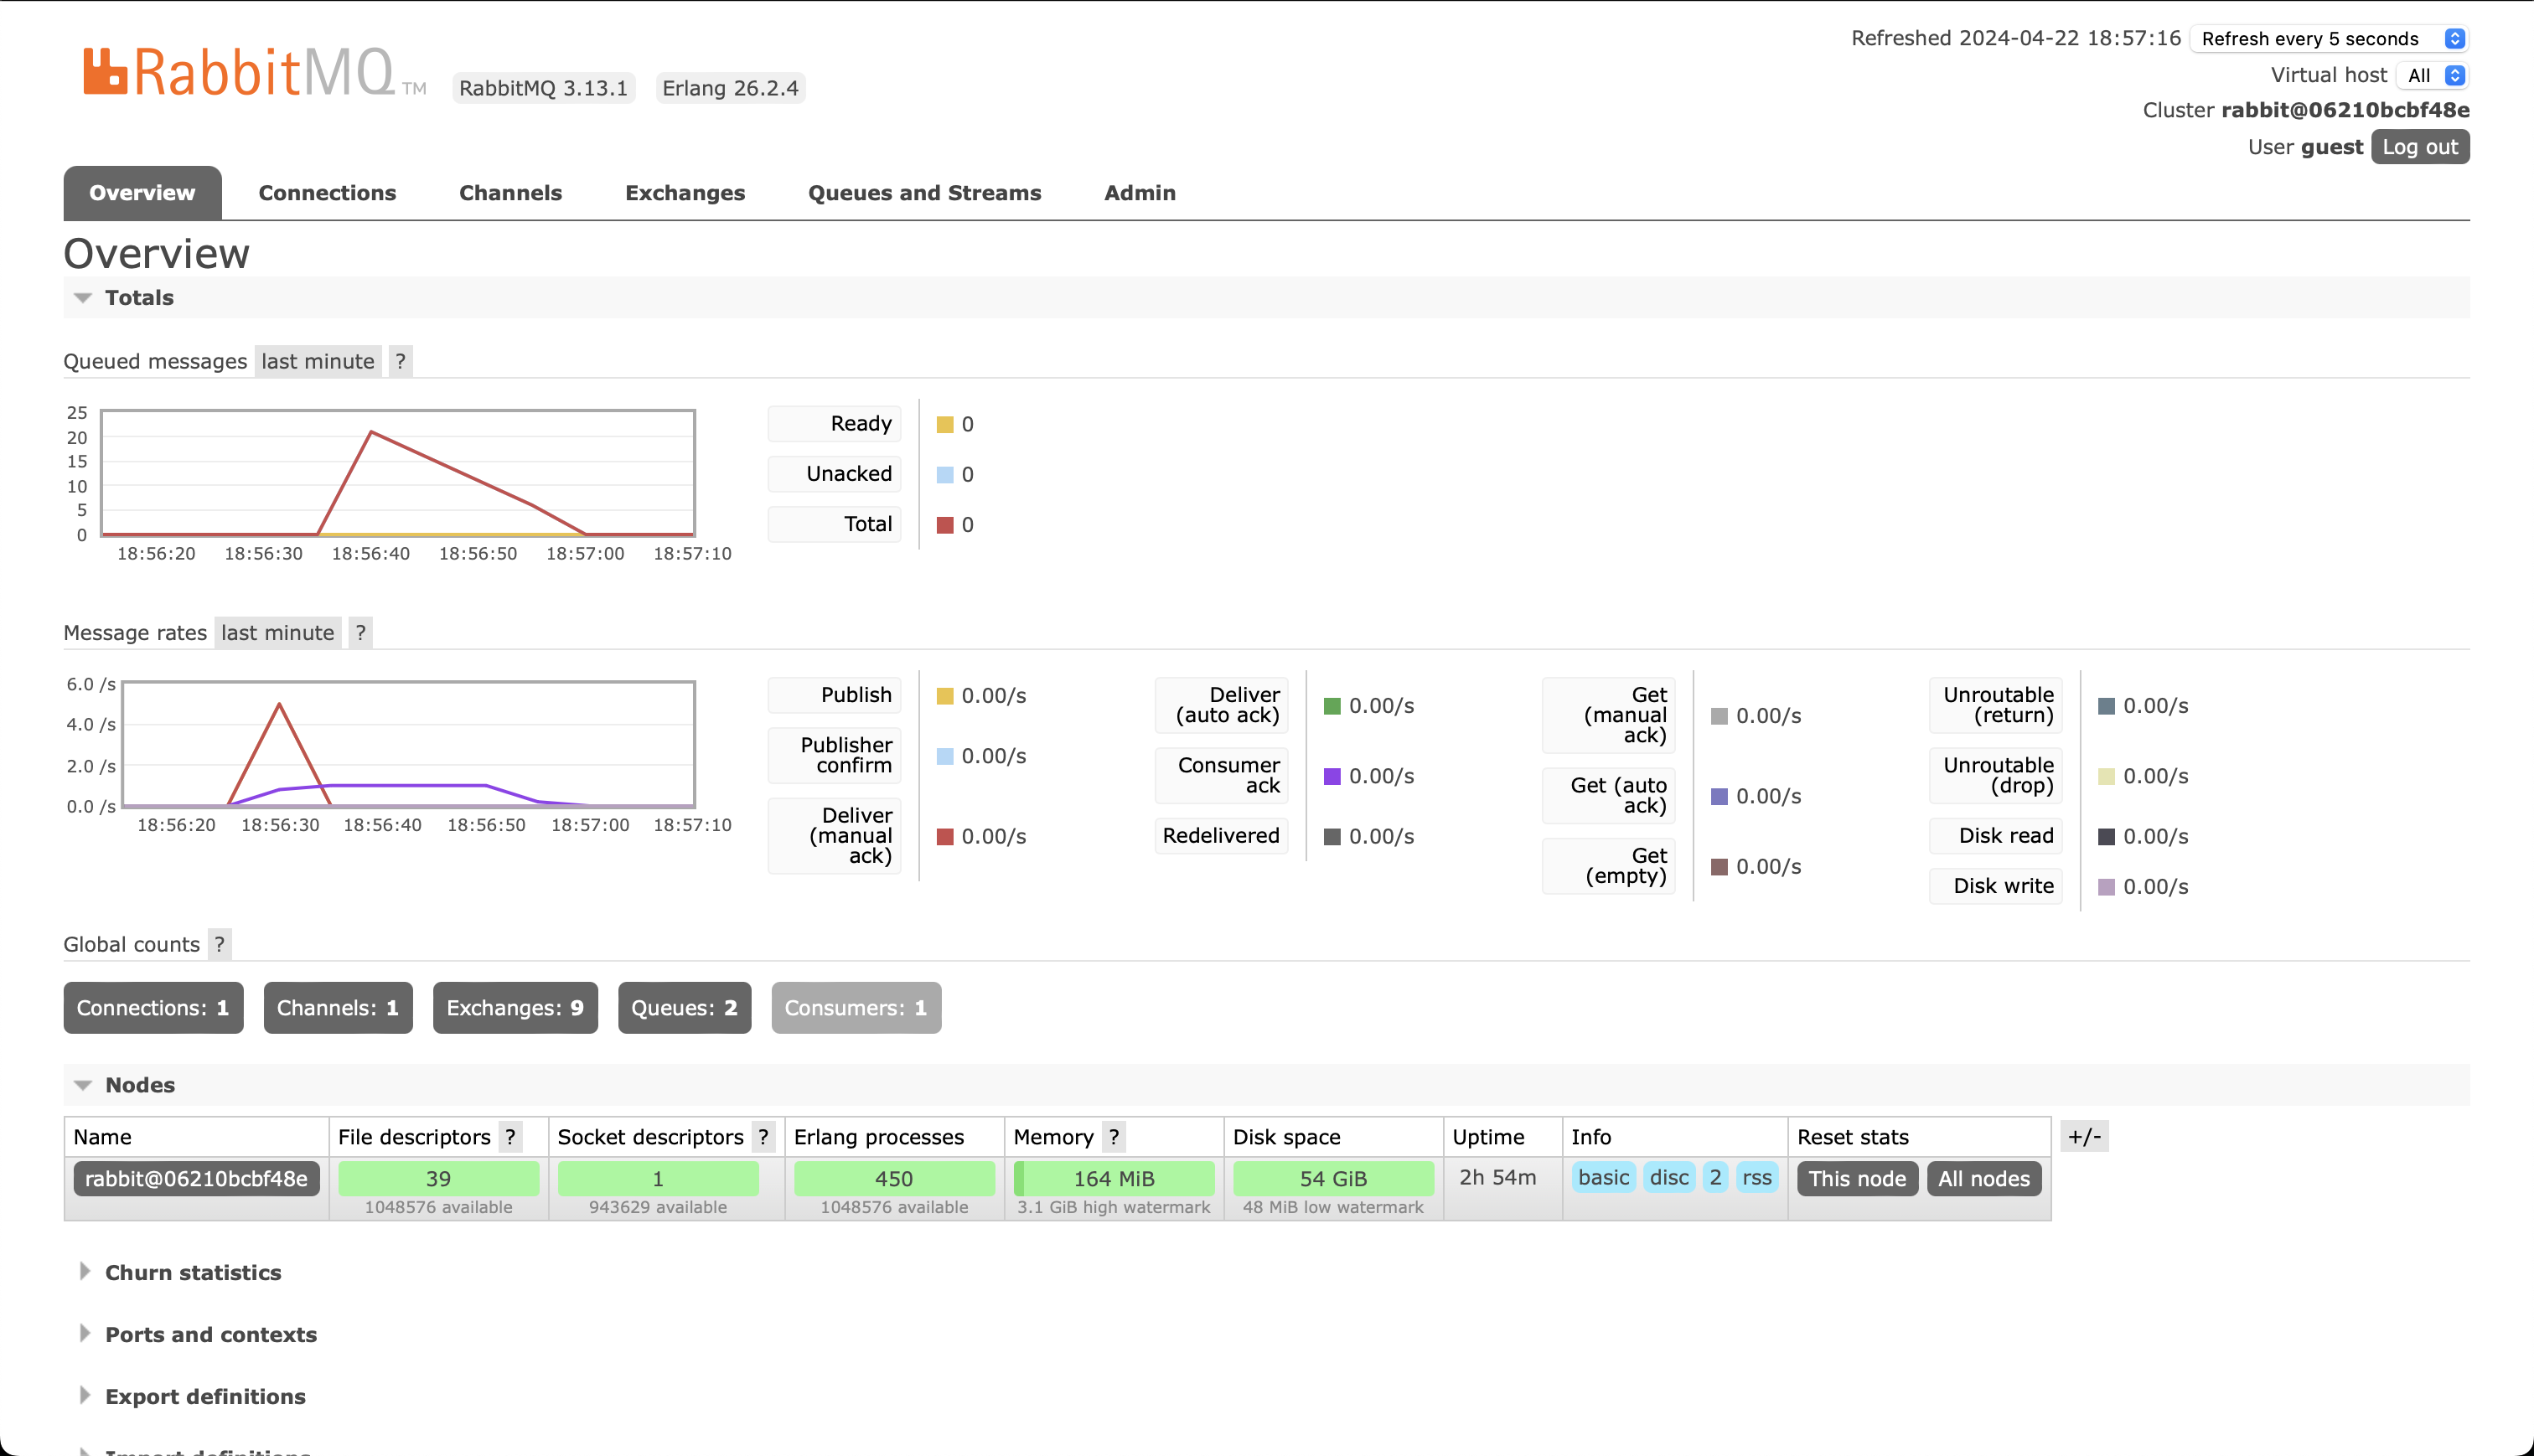 RabbitMQ TM
RabbitMQ 3.13.1 Erlang 26.2.4
Refreshed 2024-04-22 18:57:16 Refresh every 5 seconds
Virtual host All
Cluster rabbit@06210bcbf48e
User guest Log out
Overview Connections Channels Exchanges Queues and Streams Admin
Overview
Totals
Queued messages last minute ?
25
20
15
10
5
0
18:56:20 18:56:30 18:56:40 18:56:50 18:57:00 18:57:10
Ready 0
Unacked 0
Total 0
Message rates last minute ?
6.0 /s
4.0 /s
2.0 /s
0.0 /s
18:56:20 18:56:30 18:56:40 18:56:50 18:57:00 18:57:10
Publish 0.00/s
Publisher
confirm 0.00/s
Deliver
(manual 0.00/s
ack)
Deliver
(auto ack) 0.00/s
Consumer
ack 0.00/s
Redelivered 0.00/s
Get
(manual 0.00/s
ack)
Get (auto
ack) 0.00/s
Get
(empty) 0.00/s
Unroutable
(return) 0.00/s
Unroutable
(drop) 0.00/s
Disk read 0.00/s
Disk write 0.00/s
Global counts ?
Connections: 1 Channels: 1 Exchanges: 9 Queues: 2 Consumers: 1
Nodes
Name File descriptors ? Socket descriptors ? Erlang processes Memory ? Disk space Uptime Info Reset stats +/-
rabbit@06210bcbf48e 39 1 450 164 MiB 54 GiB 2h 54m basic disc 2 rss This node All nodes
1048576 available 943629 available 1048576 available 3.1 GiB high watermark 48 MiB low watermark
Churn statistics
Ports and contexts
Export definitions
Import definitions